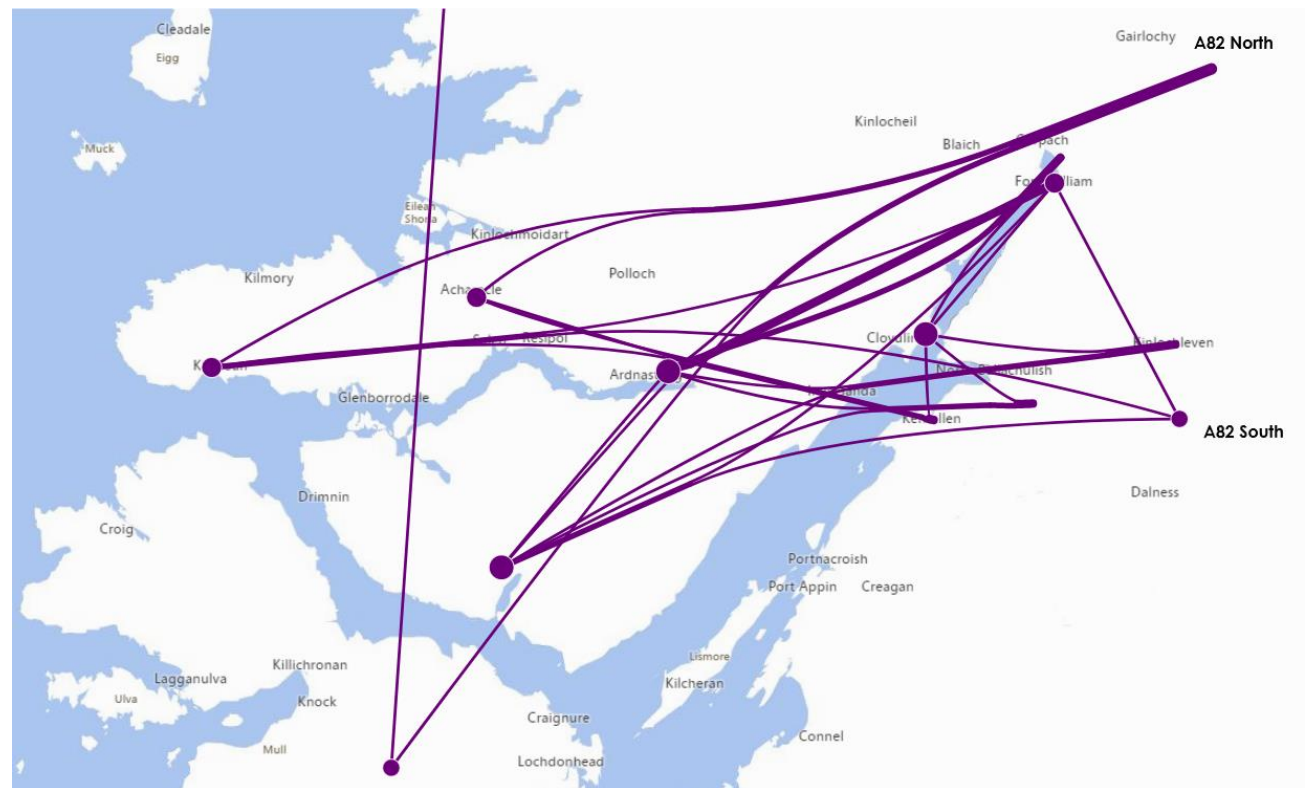 Cleadale
Eigg
Gairlochy
A82 North
Muck
Kinlocheil
Blaich
Eilean
Shona
Kinlochmoidart
Kilmory
Polloch
Resipol
Glenborrodale
A82 South
Drimnin
Dalness
Croig
Portnacroish
Port Appin
Creagan
Lismore
Killichronan
Lagganulva
Kilcheran
Ulva
Knock
Craignure
Connel
Mull
Lochdonhead